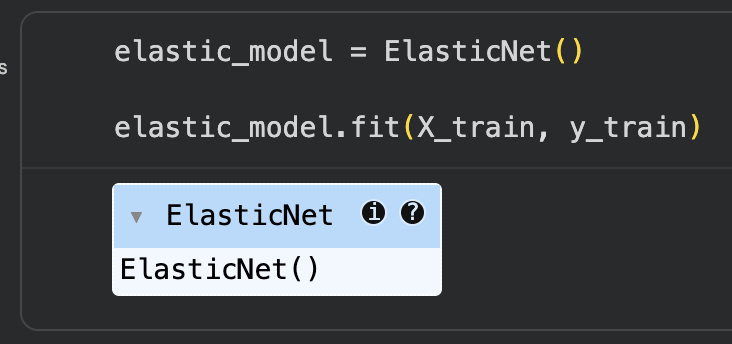 elastic_model = ElasticNet()
s
elastic_model.fit(X_train, y_train)
▼ ElasticNet i ?
ElasticNet()